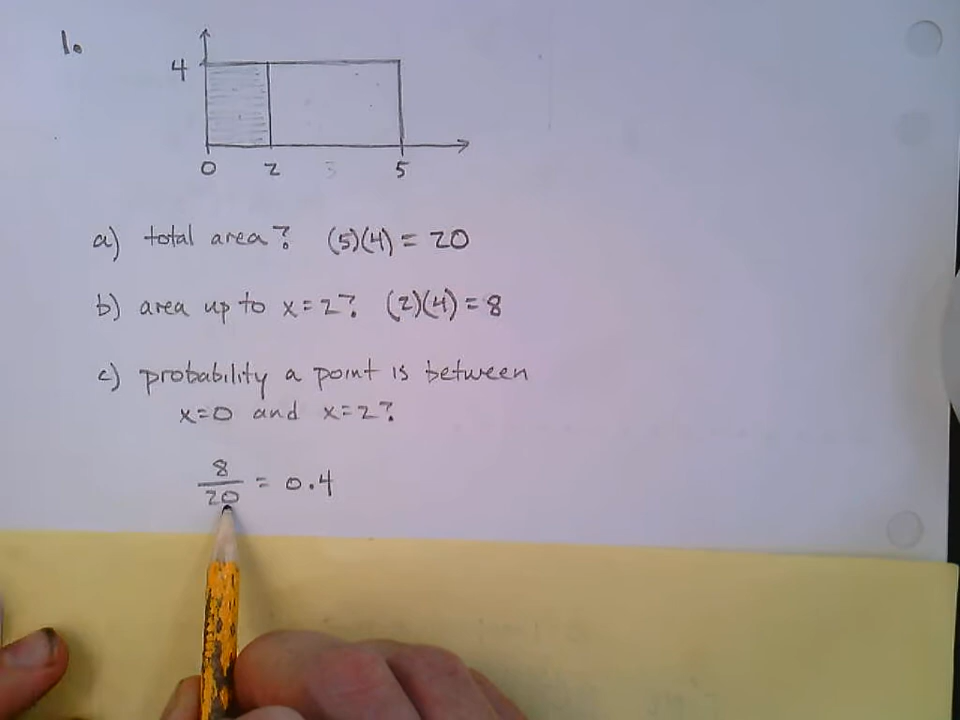 1.
4
0 2 3 5
a) total area? (5)(4) = 20
b) area up to x=2? (2)(4) = 8
c) probability a point is between
x=0 and x=2?
8/20 = 0.4